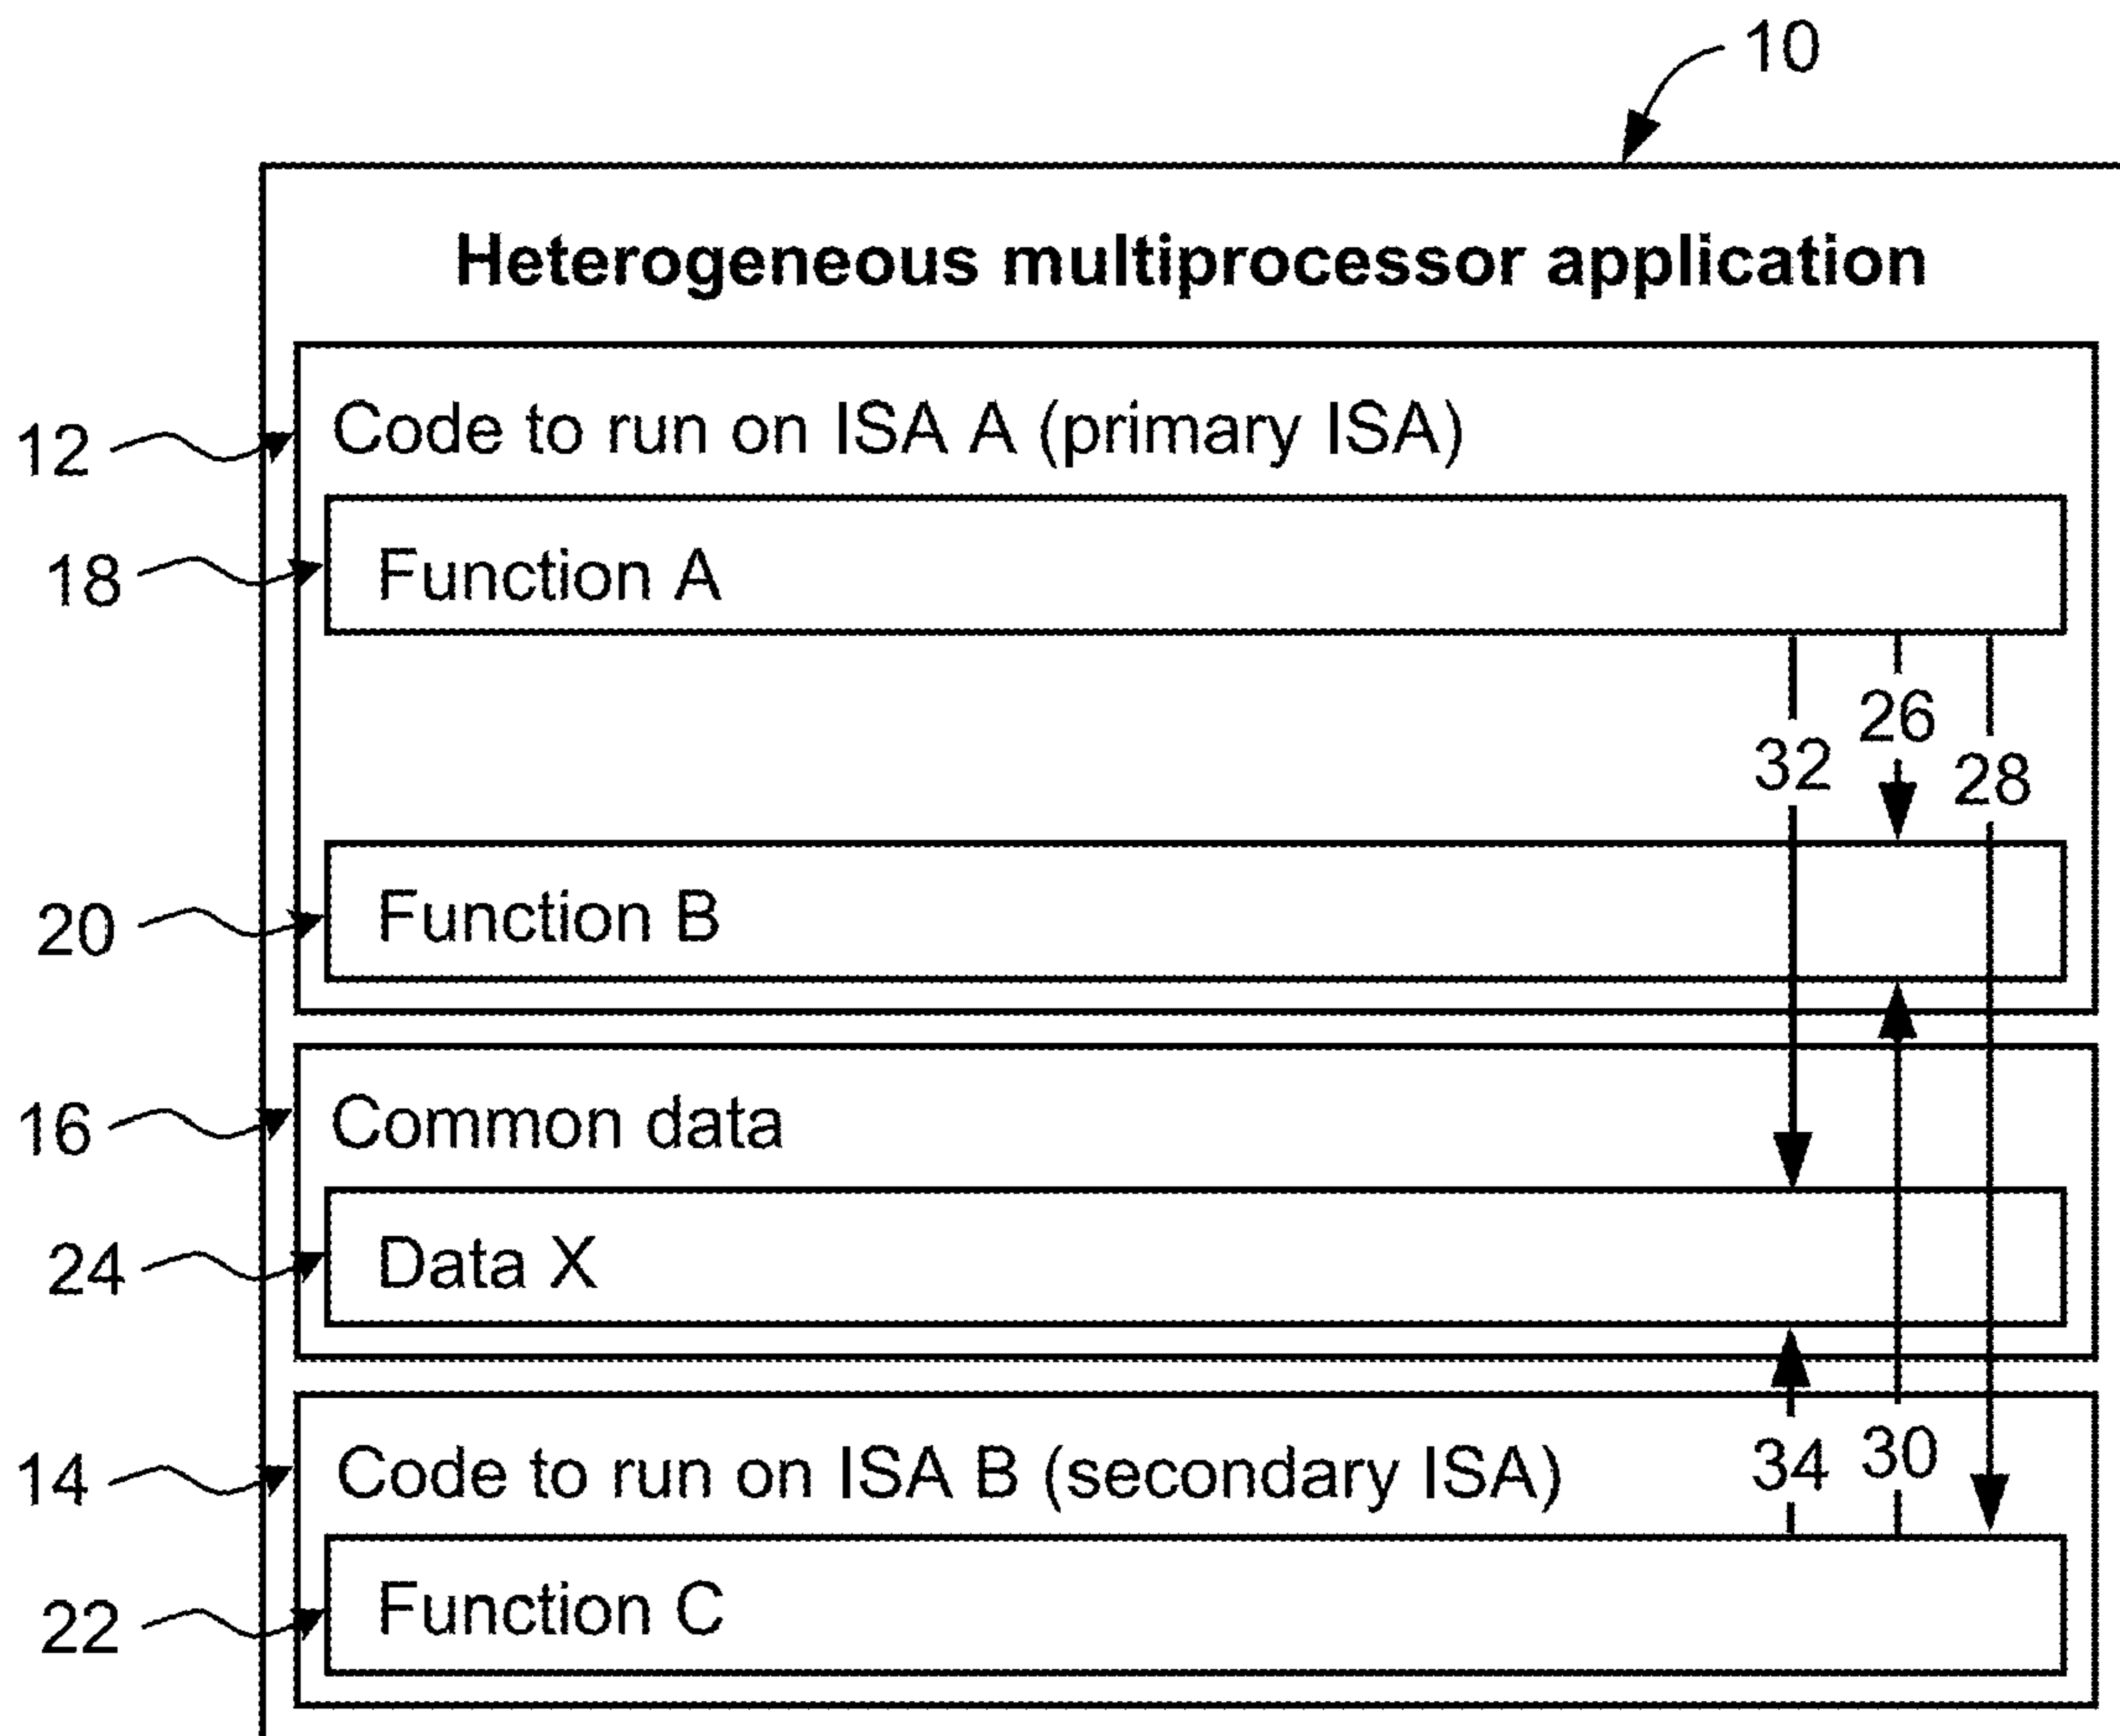 10
Heterogeneous multiprocessor application
12 Code to run on ISA A (primary ISA)
18 Function A
26
32
28
20 Function B
16 Common data
24 Data X
14 Code to run on ISA B (secondary ISA) 34 30
22 Function C